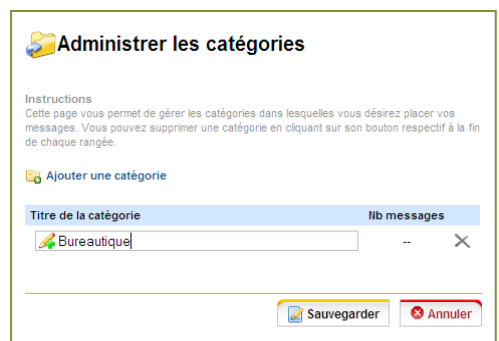 Administrer les catégories
Instructions
Cette page vous permet de gérer les catégories dans lesquelles vous désirez placer vos
messages. Vous pouvez supprimer une catégorie en cliquant sur son bouton respectif à la fin
de chaque rangée.
Ajouter une catégorie
Titre de la catégorie Nb messages
Bureautique --
Sauvegarder Annuler